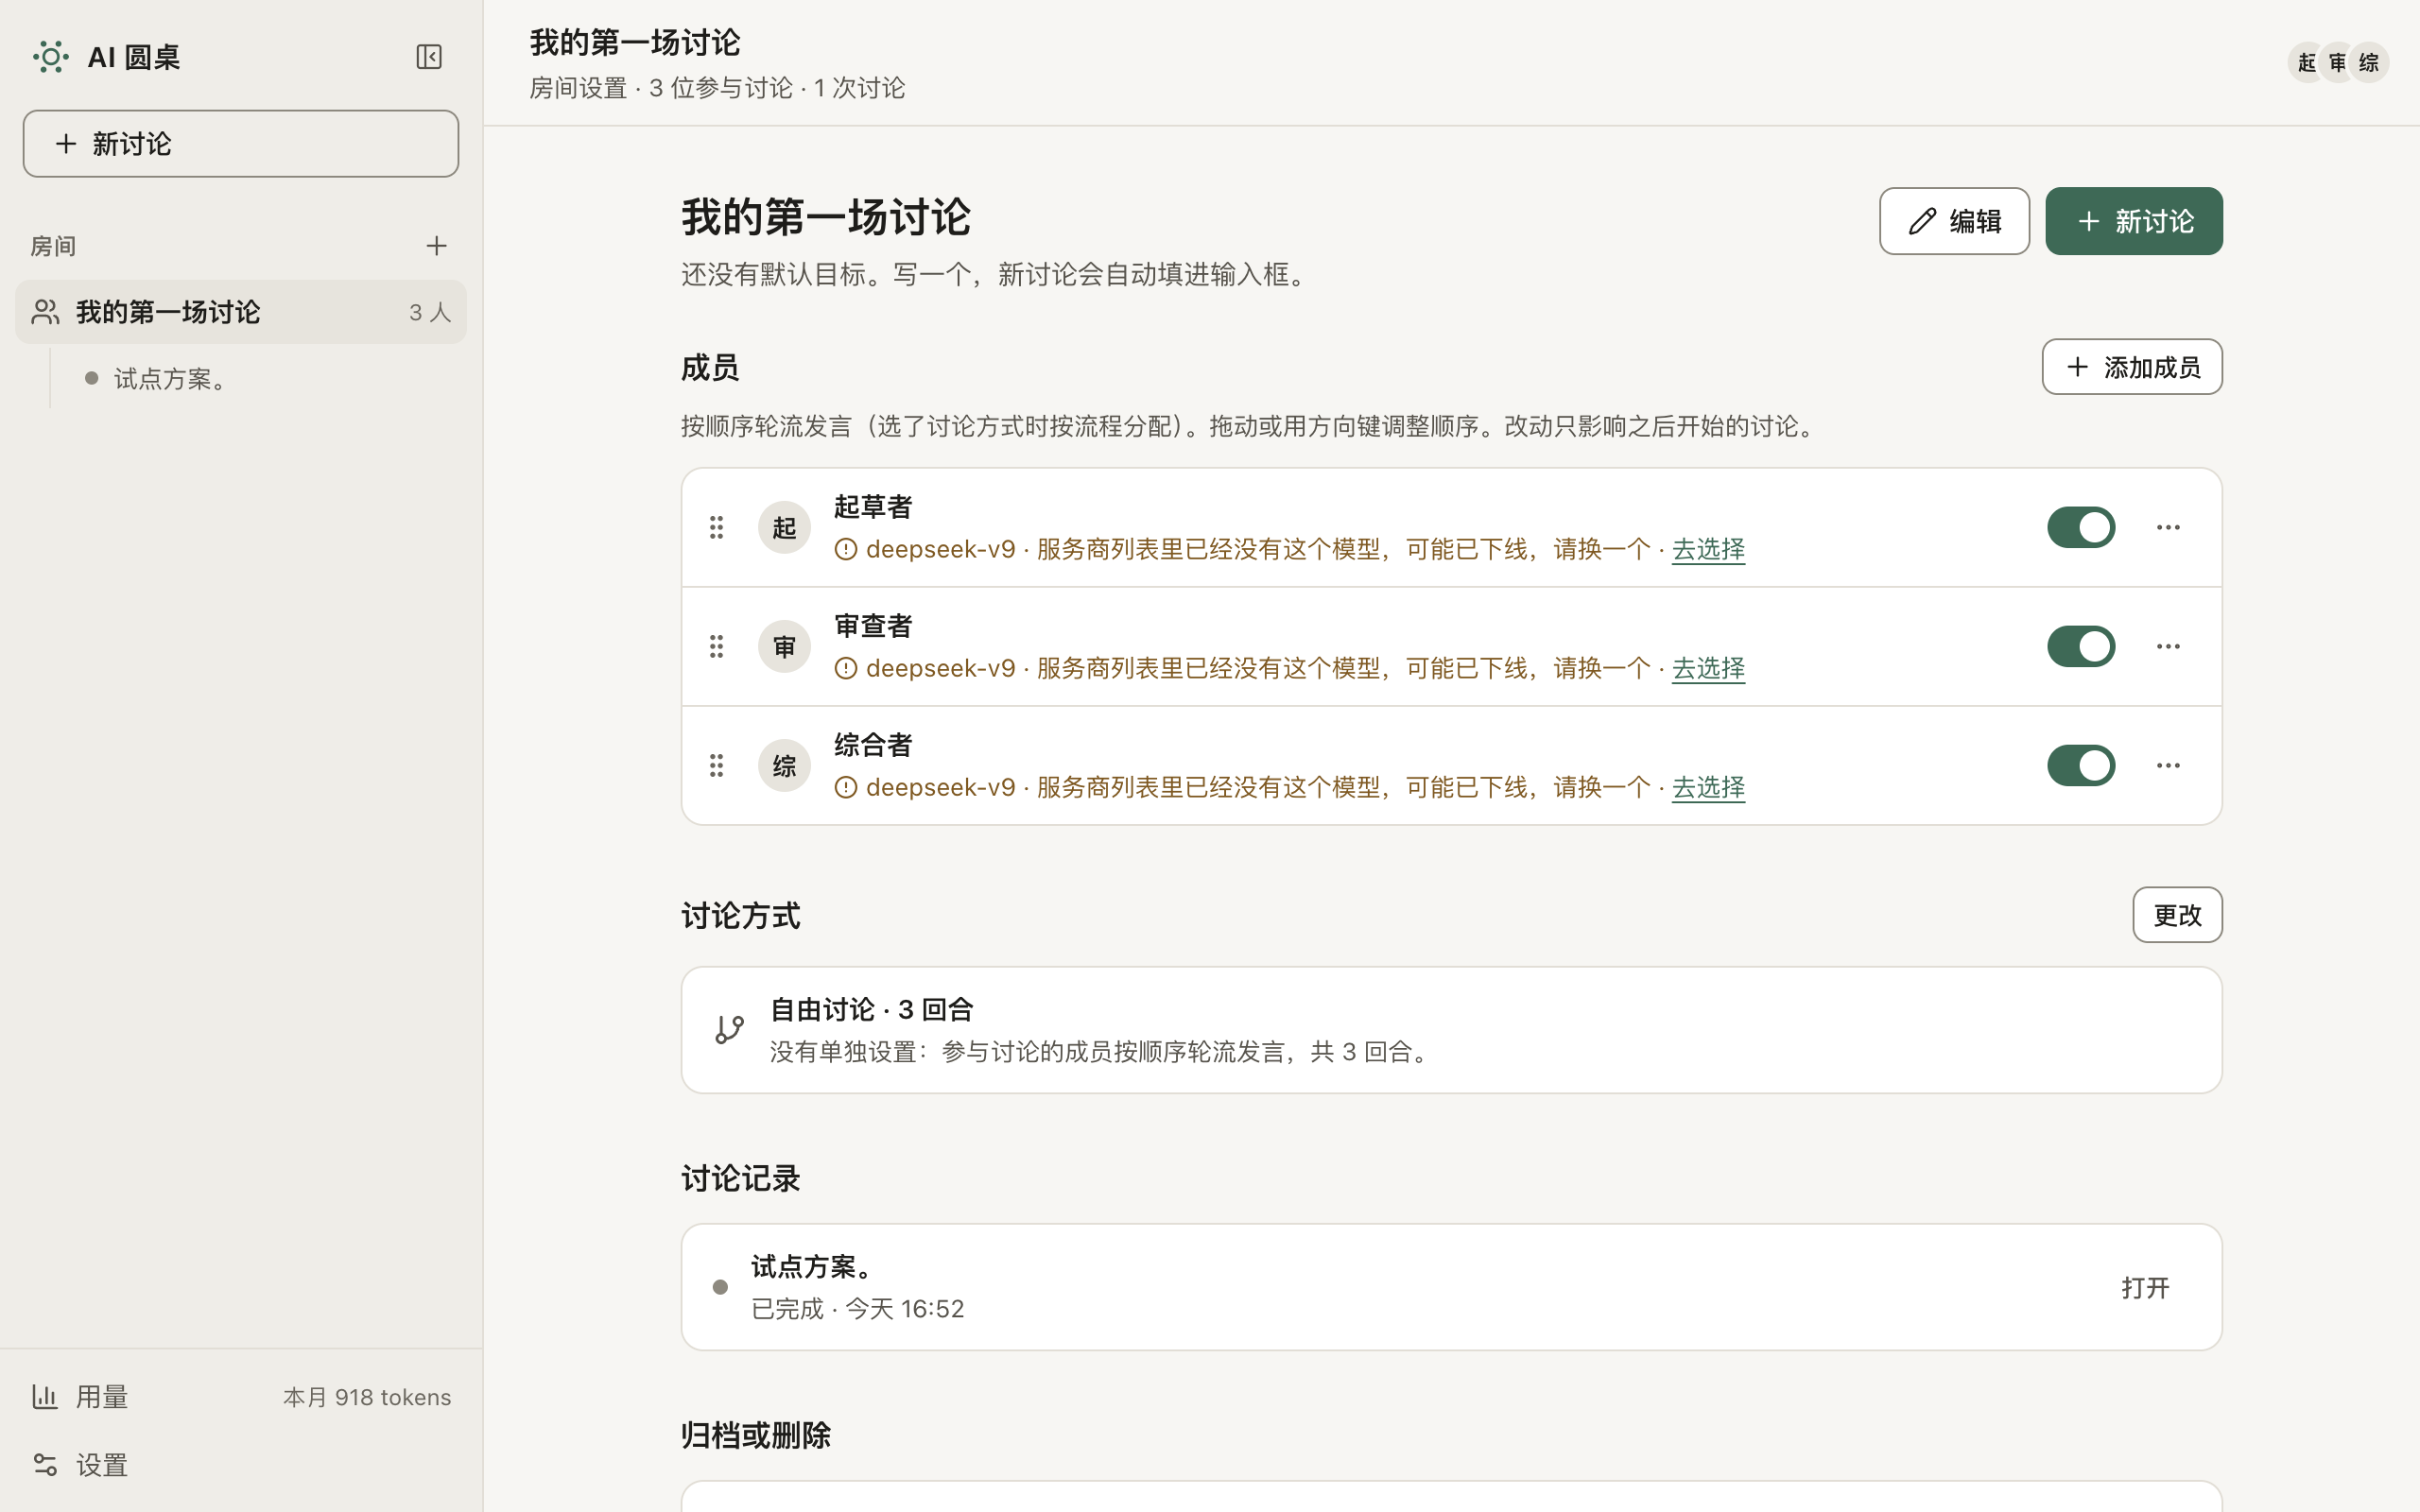 AI 圆桌
新讨论
房间
我的第一场讨论 3 人
试点方案。
用量 本月 918 tokens
设置
我的第一场讨论
房间设置 · 3 位参与讨论 · 1 次讨论
起 审 综
我的第一场讨论
编辑
新讨论
还没有默认目标。写一个，新讨论会自动填进输入框。
成员
添加成员
按顺序轮流发言（选了讨论方式时按流程分配）。拖动或用方向键调整顺序。改动只影响之后开始的讨论。
起 起草者
deepseek-v9 · 服务商列表里已经没有这个模型，可能已下线，请换一个 · 去选择
审 审查者
deepseek-v9 · 服务商列表里已经没有这个模型，可能已下线，请换一个 · 去选择
综 综合者
deepseek-v9 · 服务商列表里已经没有这个模型，可能已下线，请换一个 · 去选择
讨论方式
更改
自由讨论 · 3 回合
没有单独设置：参与讨论的成员按顺序轮流发言，共 3 回合。
讨论记录
试点方案。
已完成 · 今天 16:52
打开
归档或删除